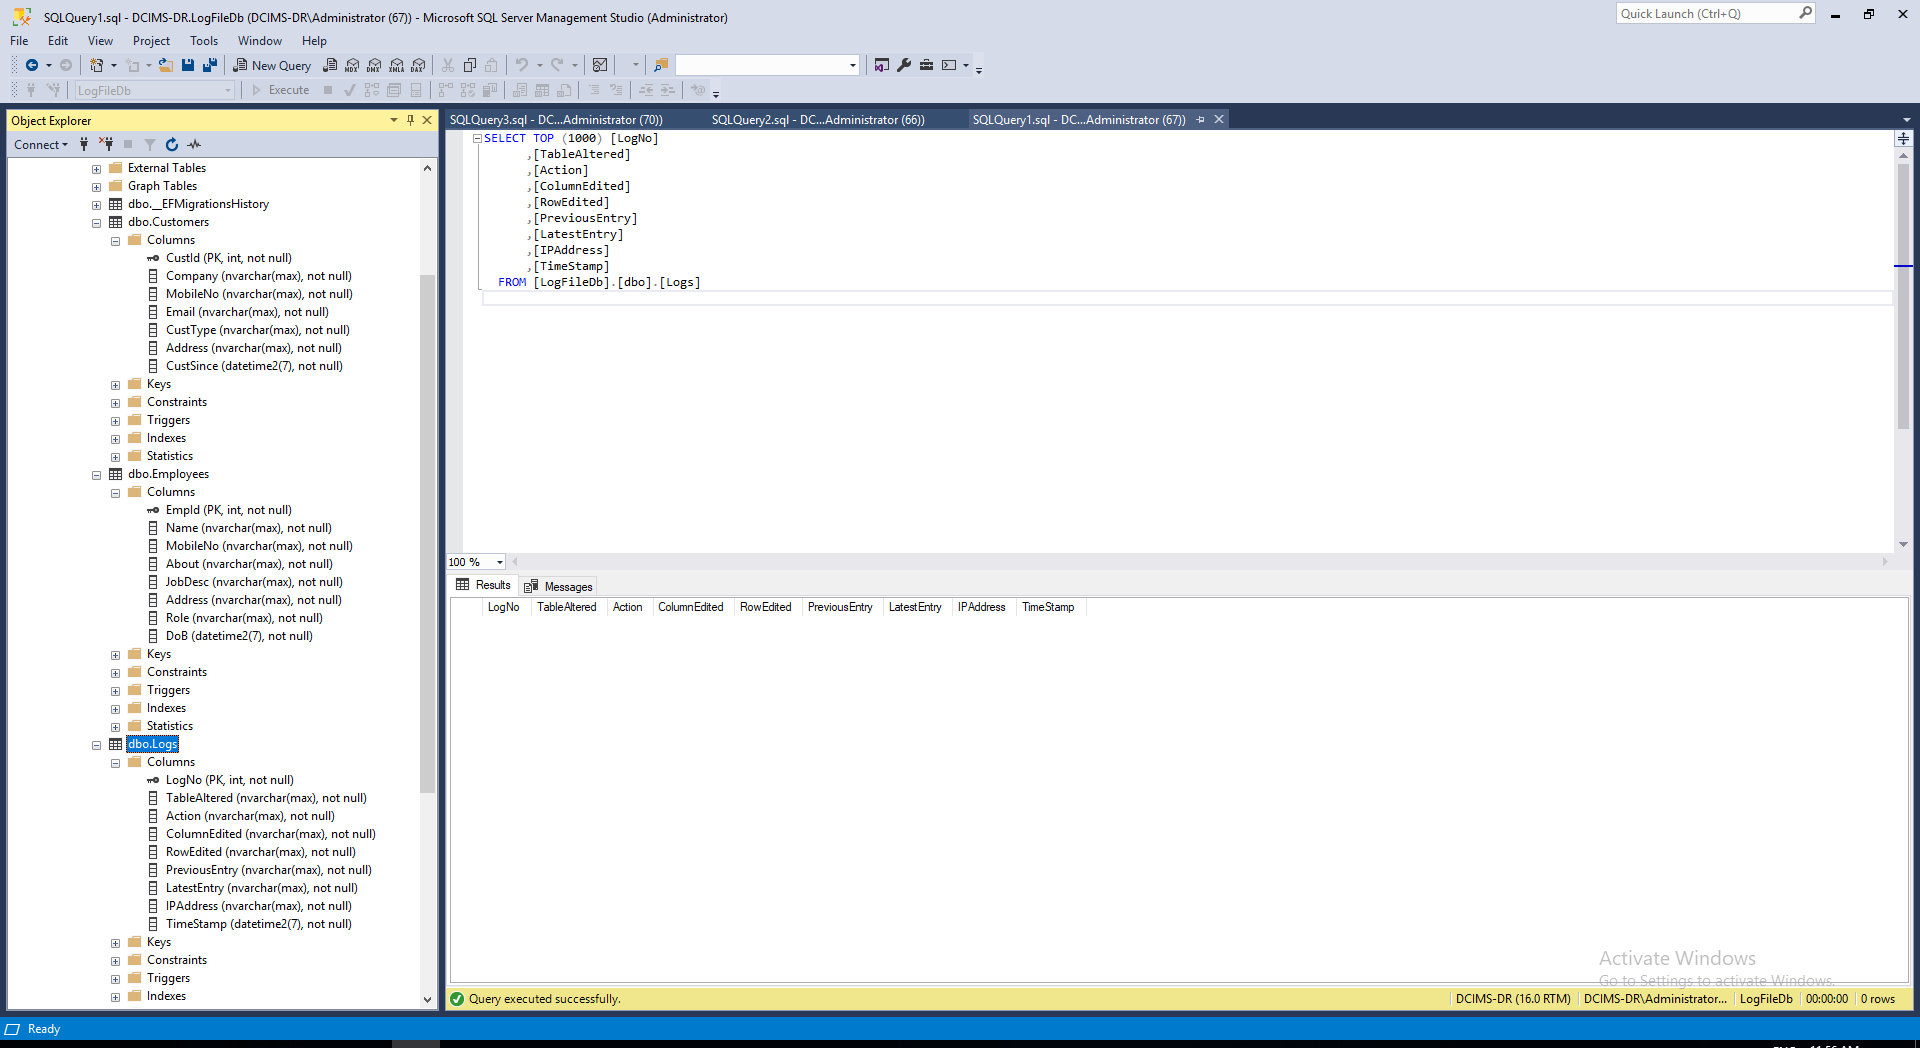 SQLQuery1.sql - DCIMS-DR.LogFileDb (DCIMS-DR\Administrator (67)) - Microsoft SQL Server Management Studio (Administrator)
Quick Launch (Ctrl+Q)
File Edit View Project Tools Window Help
New Query
MDX DMX XMLA DAX
LogFileDb
Execute
Object Explorer
Connect
External Tables
Graph Tables
dbo.__EFMigrationsHistory
dbo.Customers
Columns
CustId (PK, int, not null)
Company (nvarchar(max), not null)
MobileNo (nvarchar(max), not null)
Email (nvarchar(max), not null)
CustType (nvarchar(max), not null)
Address (nvarchar(max), not null)
CustSince (datetime2(7), not null)
Keys
Constraints
Triggers
Indexes
Statistics
dbo.Employees
Columns
EmpId (PK, int, not null)
Name (nvarchar(max), not null)
MobileNo (nvarchar(max), not null)
About (nvarchar(max), not null)
JobDesc (nvarchar(max), not null)
Address (nvarchar(max), not null)
Role (nvarchar(max), not null)
DoB (datetime2(7), not null)
Keys
Constraints
Triggers
Indexes
Statistics
dbo.Logs
Columns
LogNo (PK, int, not null)
TableAltered (nvarchar(max), not null)
Action (nvarchar(max), not null)
ColumnEdited (nvarchar(max), not null)
RowEdited (nvarchar(max), not null)
PreviousEntry (nvarchar(max), not null)
LatestEntry (nvarchar(max), not null)
IPAddress (nvarchar(max), not null)
TimeStamp (datetime2(7), not null)
Keys
Constraints
Triggers
Indexes
SQLQuery3.sql - DC...Administrator (70)) SQLQuery2.sql - DC...Administrator (66)) SQLQuery1.sql - DC...Administrator (67))
SELECT TOP (1000) [LogNo]
,[TableAltered]
,[Action]
,[ColumnEdited]
,[RowEdited]
,[PreviousEntry]
,[LatestEntry]
,[IPAddress]
,[TimeStamp]
FROM [LogFileDb].[dbo].[Logs]
100 %
Results Messages
LogNo TableAltered Action ColumnEdited RowEdited PreviousEntry LatestEntry IPAddress TimeStamp
Activate Windows
Go to Settings to activate Windows.
Query executed successfully. DCIMS-DR (16.0 RTM) DCIMS-DR\Administrator... LogFileDb 00:00:00 0 rows
Ready